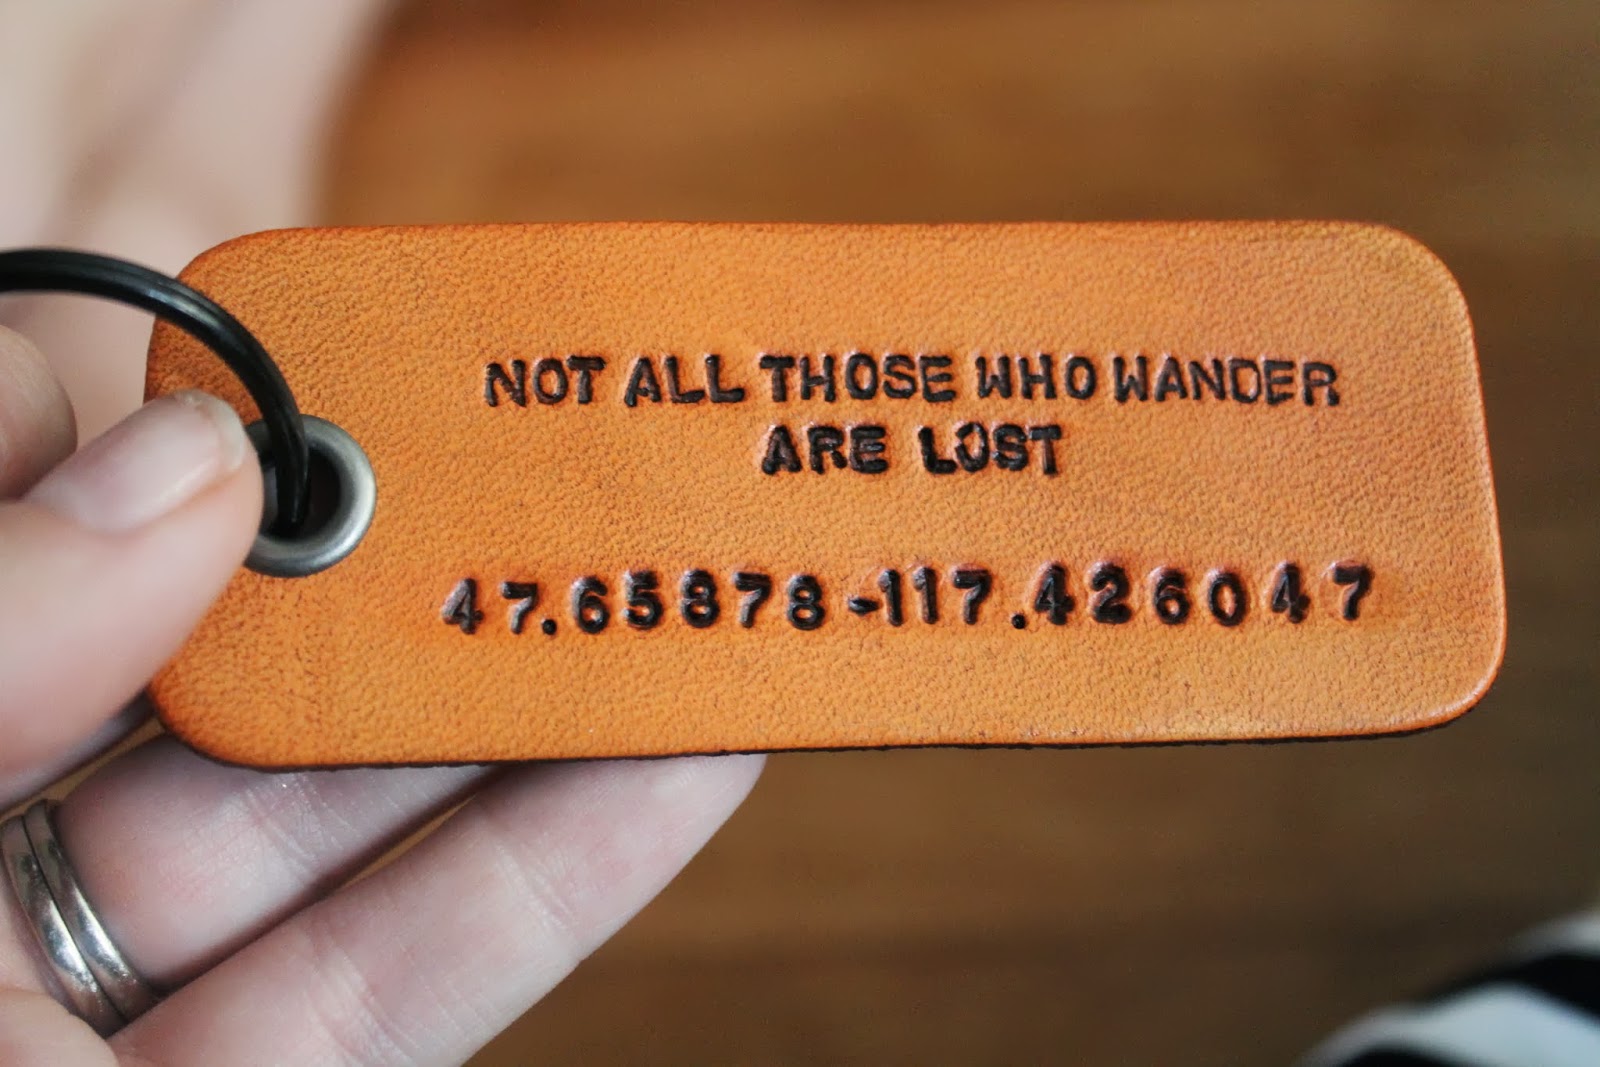 NOT ALL THOSE WHO WANDER
ARE LOST
47.65878-117.426047